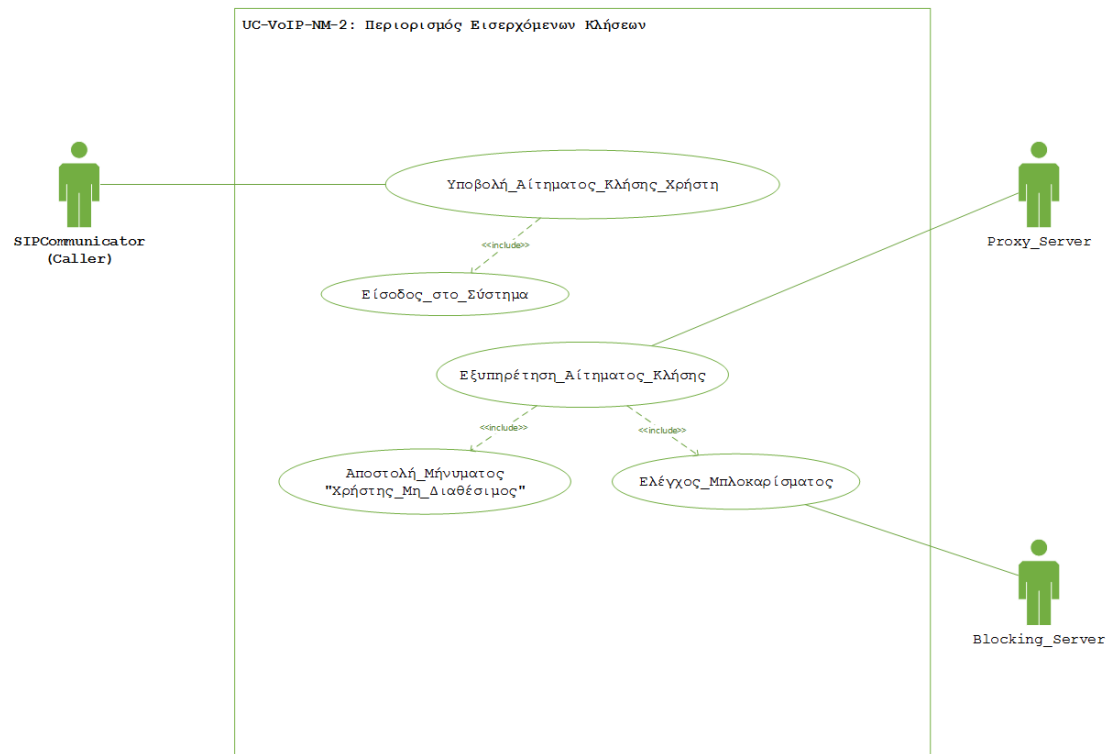 UC-VoIP-NM-2: Περιορισμός Εισερχόμενων Κλήσεων
Υποβολή_Αίτηματος_Κλήσης_Χρήστη
SIPCommunicator
(Caller)
Proxy_Server
<<include>>
Είσοδος_στο_Σύστημα
Εξυπηρέτηση_Αίτηματος_Κλήσης
<<include>>
<<include>>
Αποστολή_Μήνυματος
"Χρήστης_Μη_Διαθέσιμος"
Ελέγχος_Μπλοκαρίσματος
Blocking_Server